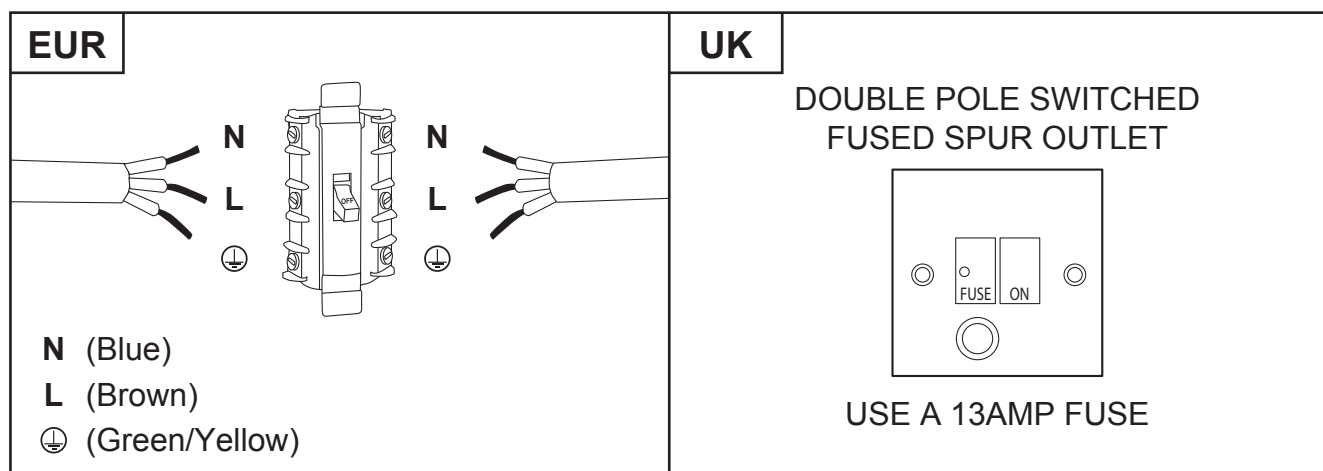 EUR
N
N
L
OFF
L
⏚
⏚
N (Blue)
L (Brown)
⏚ (Green/Yellow)
UK
DOUBLE POLE SWITCHED
FUSED SPUR OUTLET
FUSE ON
USE A 13AMP FUSE